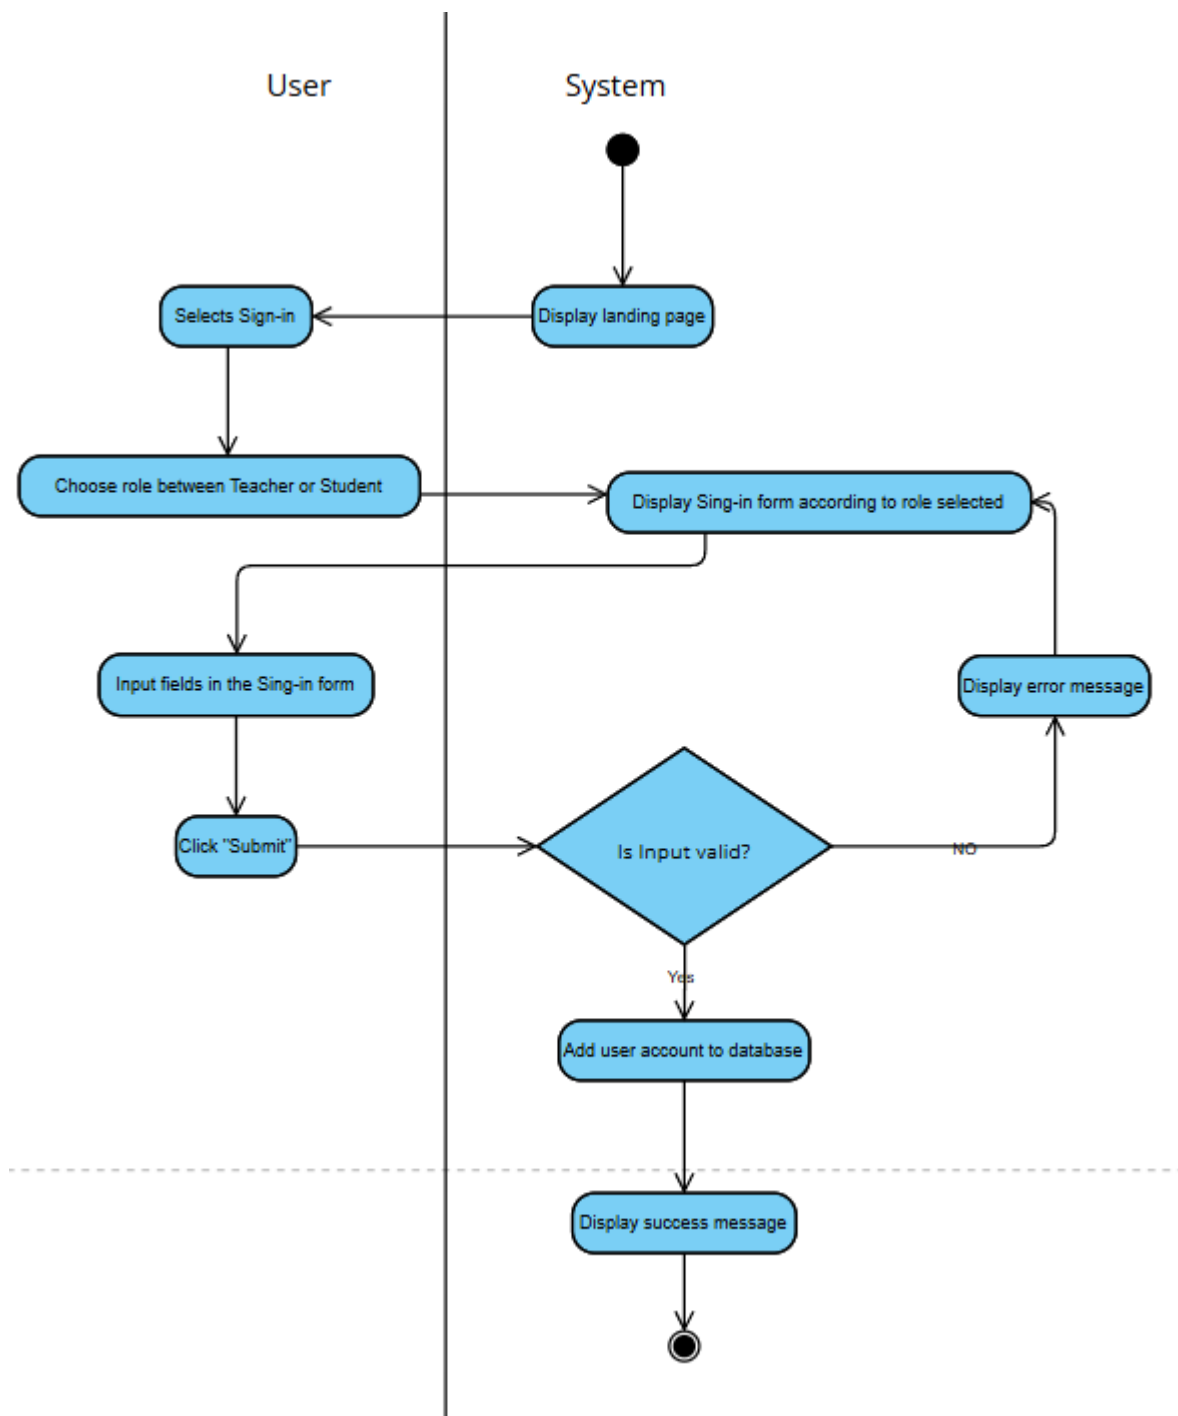 User
System
Selects Sign-in
Display landing page
Choose role between Teacher or Student
Display Sing-in form according to role selected
Input fields in the Sing-in form
Display error message
Click "Submit"
Is Input valid?
NO
Yes
Add user account to database
Display success message